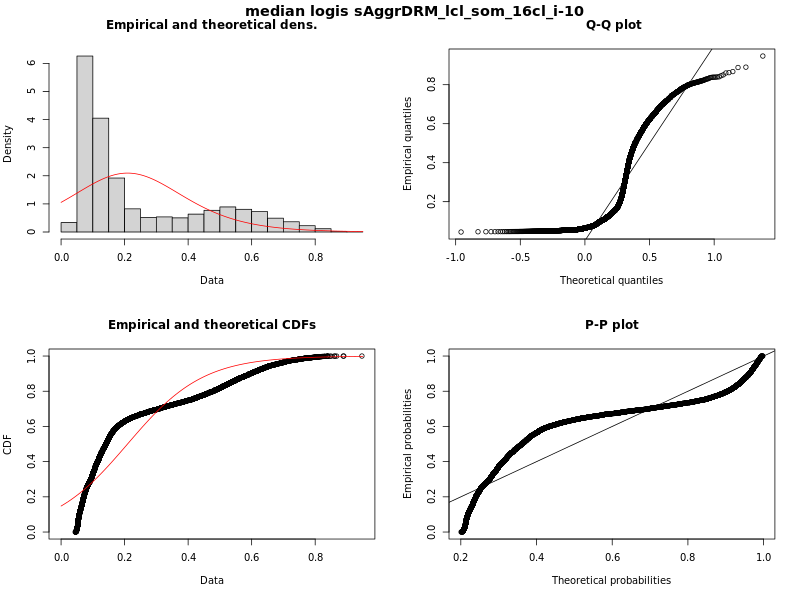 median logis sAggrDRM_lcl_som_16cl_i-10
Empirical and theoretical dens.
Density
0 1 2 3 4 5 6
0.0 0.2 0.4 0.6 0.8
Data
Q-Q plot
Empirical quantiles
0.2 0.4 0.6 0.8
-1.0 -0.5 0.0 0.5 1.0
Theoretical quantiles
Empirical and theoretical CDFs
CDF
0.0 0.2 0.4 0.6 0.8 1.0
0.0 0.2 0.4 0.6 0.8
Data
P-P plot
Empirical probabilities
0.0 0.2 0.4 0.6 0.8 1.0
0.2 0.4 0.6 0.8 1.0
Theoretical probabilities